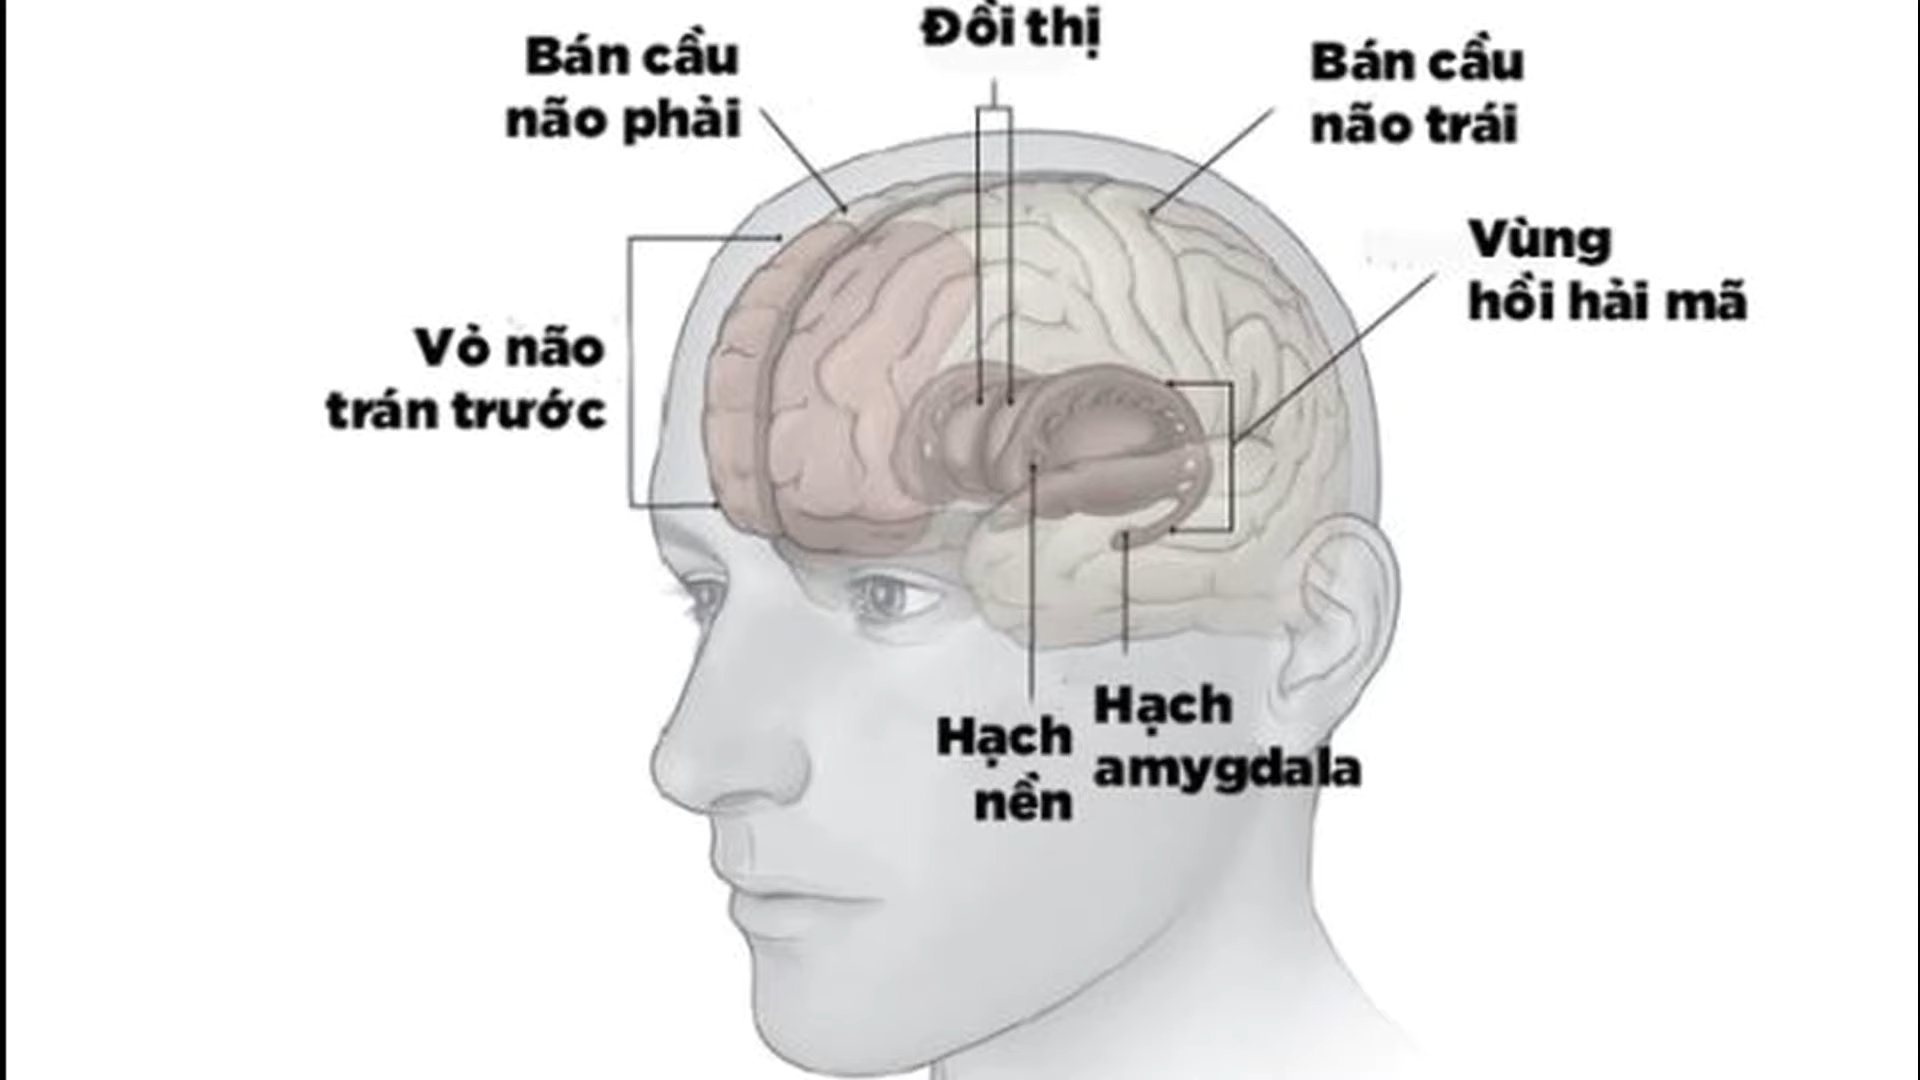 Đồi thị
Bán cầu
não phải
Bán cầu
não trái
Vùng
hồi hải mã
Vỏ não
trán trước
Hạch
nền
Hạch
amygdala